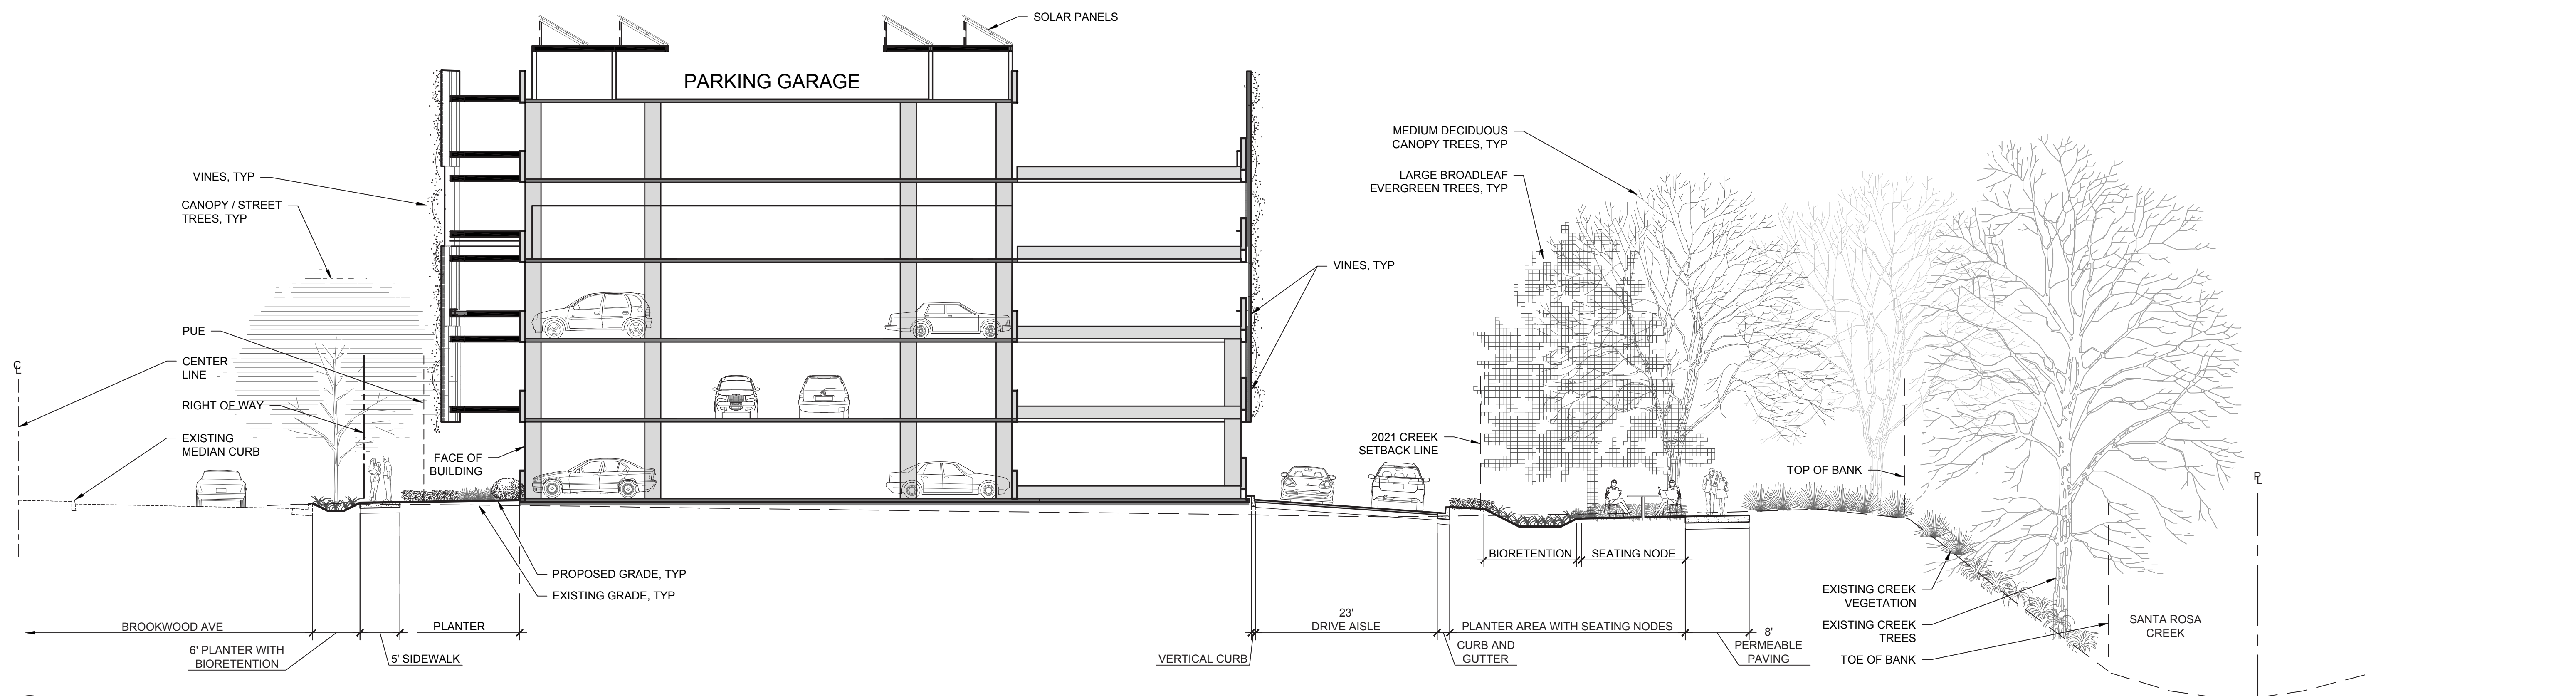 SOLAR PANELS
PARKING GARAGE
MEDIUM DECIDUOUS
CANOPY TREES, TYP
VINES, TYP
LARGE BROADLEAF
EVERGREEN TREES, TYP
CANOPY / STREET
TREES, TYP
VINES, TYP
PUE
CENTER
LINE
RIGHT OF WAY
EXISTING
MEDIAN CURB
FACE OF
BUILDING
2021 CREEK
SETBACK LINE
TOP OF BANK
BIORETENTION
SEATING NODE
PROPOSED GRADE, TYP
EXISTING GRADE, TYP
EXISTING CREEK
VEGETATION
EXISTING CREEK
TREES
TOE OF BANK
SANTA ROSA
CREEK
BROOKWOOD AVE
6' PLANTER WITH
BIORETENTION
5' SIDEWALK
PLANTER
VERTICAL CURB
23'
DRIVE AISLE
CURB AND
GUTTER
PLANTER AREA WITH SEATING NODES
8'
PERMEABLE
PAVING
℄
PL